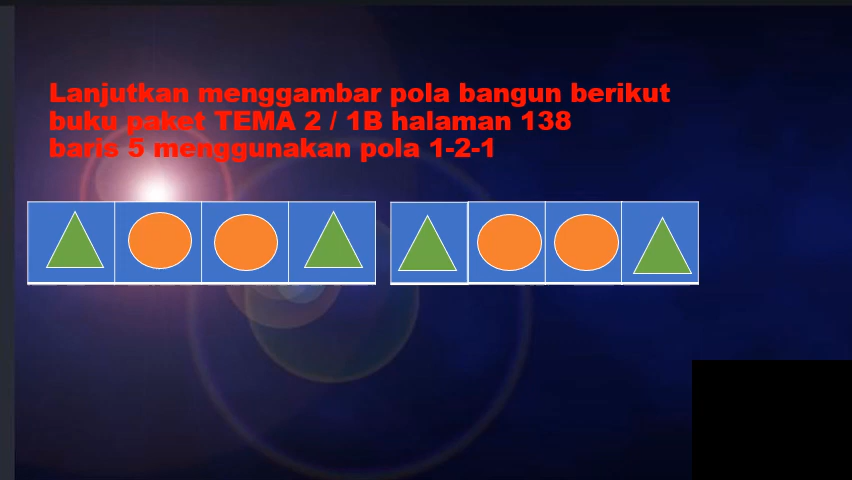 Lanjutkan menggambar pola bangun berikut
buku paket TEMA 2 / 1B halaman 138
baris 5 menggunakan pola 1-2-1